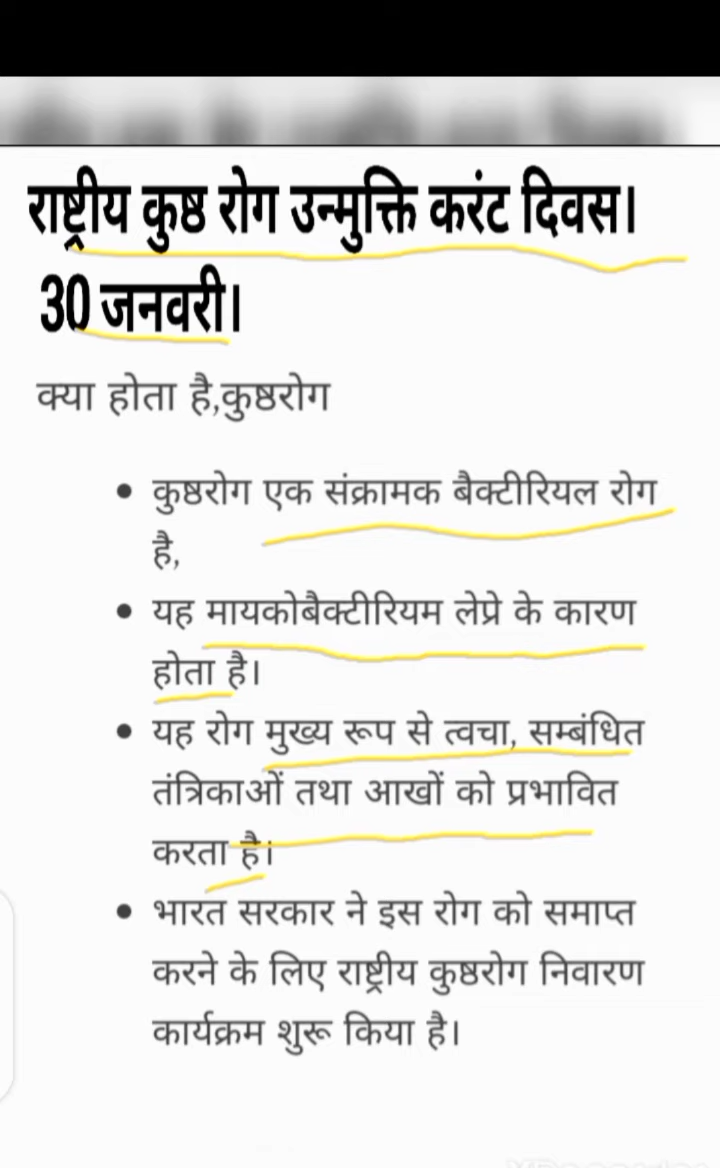 राष्ट्रीय कुष्ठ रोग उन्मुक्ति करंट दिवस।
30 जनवरी।
क्या होता है,कुष्ठरोग
• कुष्ठरोग एक संक्रामक बैक्टीरियल रोग
है,
• यह मायकोबैक्टीरियम लेप्रे के कारण
होता है।
• यह रोग मुख्य रूप से त्वचा, सम्बंधित
तंत्रिकाओं तथा आखों को प्रभावित
करता है।
• भारत सरकार ने इस रोग को समाप्त
करने के लिए राष्ट्रीय कुष्ठरोग निवारण
कार्यक्रम शुरू किया है।